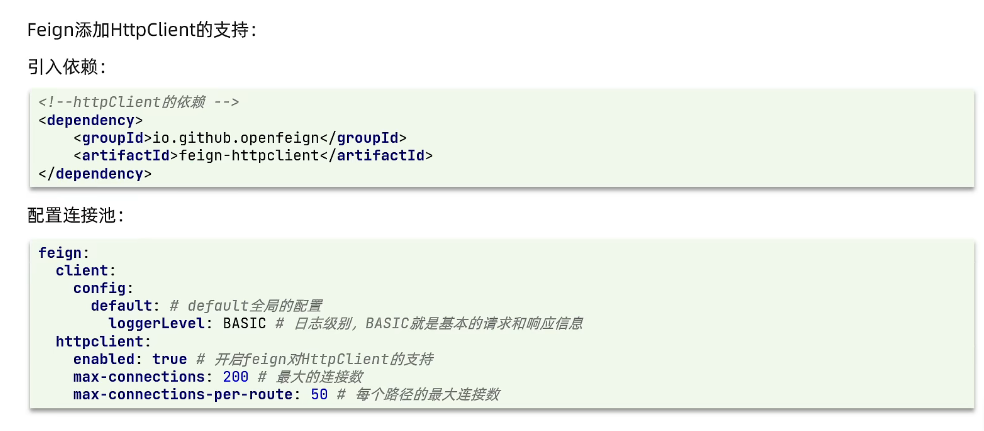 Feign添加HttpClient的支持：
引入依赖：
<!--httpClient的依赖 -->
<dependency>
    <groupId>io.github.openfeign</groupId>
    <artifactId>feign-httpclient</artifactId>
</dependency>
配置连接池：
feign:
  client:
    config:
      default: # default全局的配置
        loggerLevel: BASIC # 日志级别，BASIC就是基本的请求和响应信息
  httpclient:
    enabled: true # 开启feign对HttpClient的支持
    max-connections: 200 # 最大的连接数
    max-connections-per-route: 50 # 每个路径的最大连接数